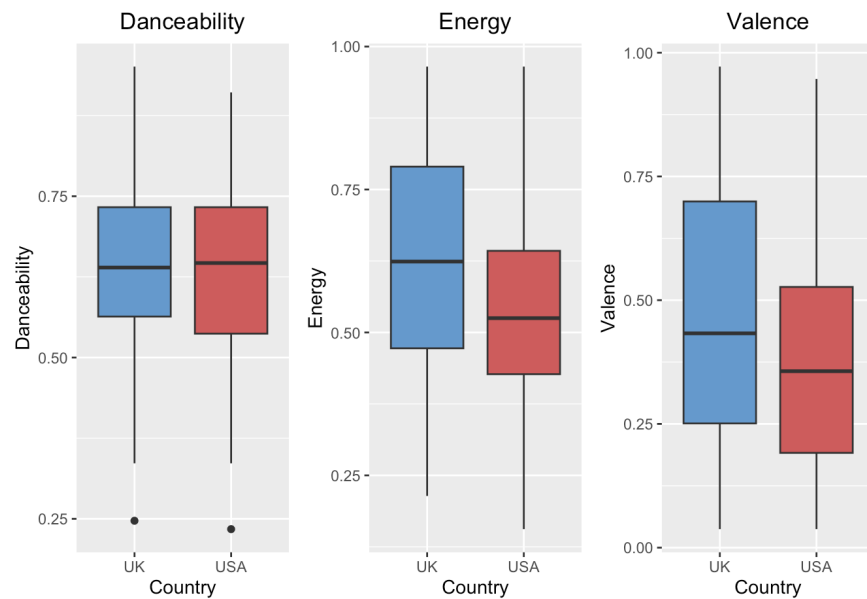 Danceability
Danceability
0.75
0.50
0.25
UK
USA
Country
Energy
Energy
1.00
0.75
0.50
0.25
UK
USA
Country
Valence
Valence
1.00
0.75
0.50
0.25
0.00
UK
USA
Country